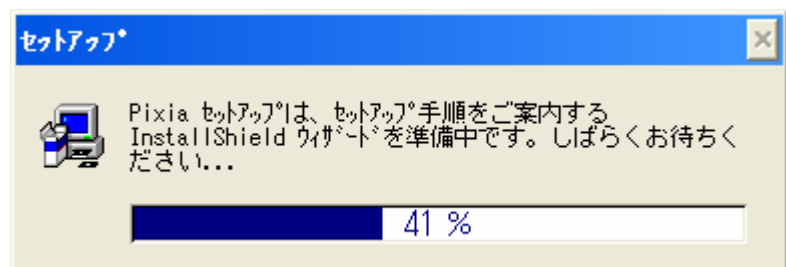 ｾｯﾄｱｯﾌﾟ
Pixia ｾｯﾄｱｯﾌﾟは、ｾｯﾄｱｯﾌﾟ手順をご案内する
InstallShield ｳｨｻﾞｰﾄﾞを準備中です。しばらくお待ちく
ださい...
41 %